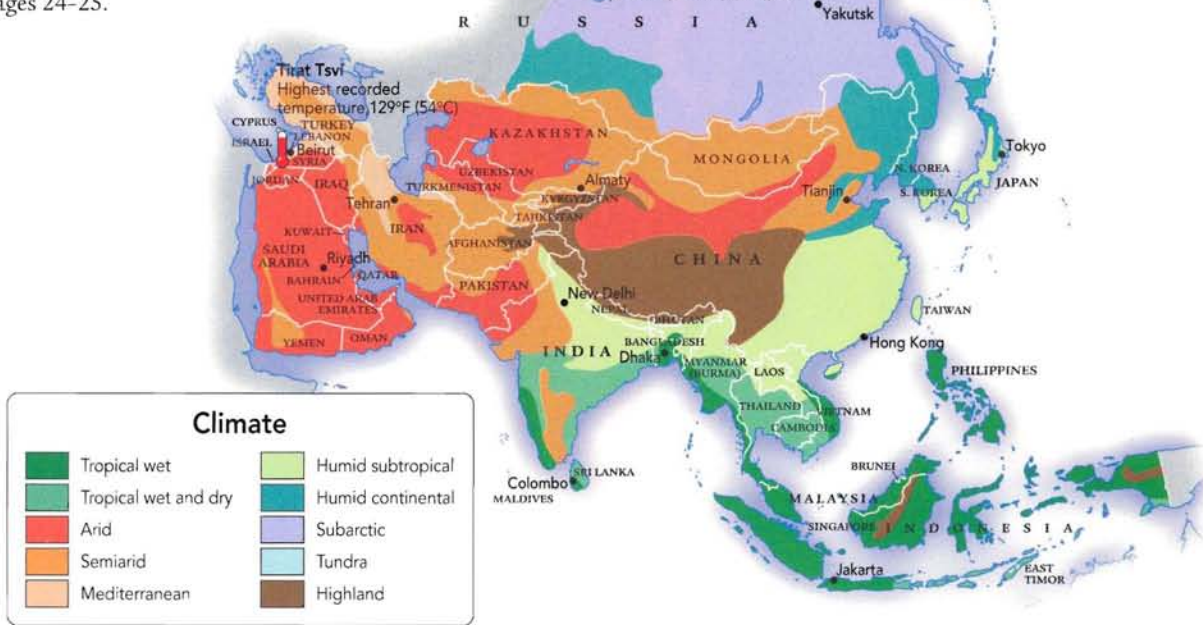 ages 24–25.
Yakutsk
R U S S I A
Tirat Tsvi
Highest recorded
temperature, 129°F (54°C)
CYPRUS
TURKEY
LEBANON
ISRAEL
Beirut
SYRIA
JORDAN
IRAQ
KAZAKHSTAN
MONGOLIA
Tokyo
N. KOREA
S. KOREA
JAPAN
UZBEKISTAN
TURKMENISTAN
Almaty
KYRGYZSTAN
Tianjin
TAJIKISTAN
Tehran
IRAN
KUWAIT
AFGHANISTAN
SAUDI
ARABIA
Riyadh
BAHRAIN
QATAR
CHINA
PAKISTAN
UNITED ARAB
EMIRATES
New Delhi
NEPAL
BHUTAN
TAIWAN
YEMEN
OMAN
INDIA
BANGLADESH
Dhaka
MYANMAR
(BURMA)
LAOS
Hong Kong
PHILIPPINES
THAILAND
VIETNAM
CAMBODIA
Colombo
SRI LANKA
MALDIVES
BRUNEI
MALAYSIA
SINGAPORE
I N D O N E S I A
Jakarta
EAST
TIMOR
Climate
Tropical wet
Tropical wet and dry
Arid
Semiarid
Mediterranean
Humid subtropical
Humid continental
Subarctic
Tundra
Highland